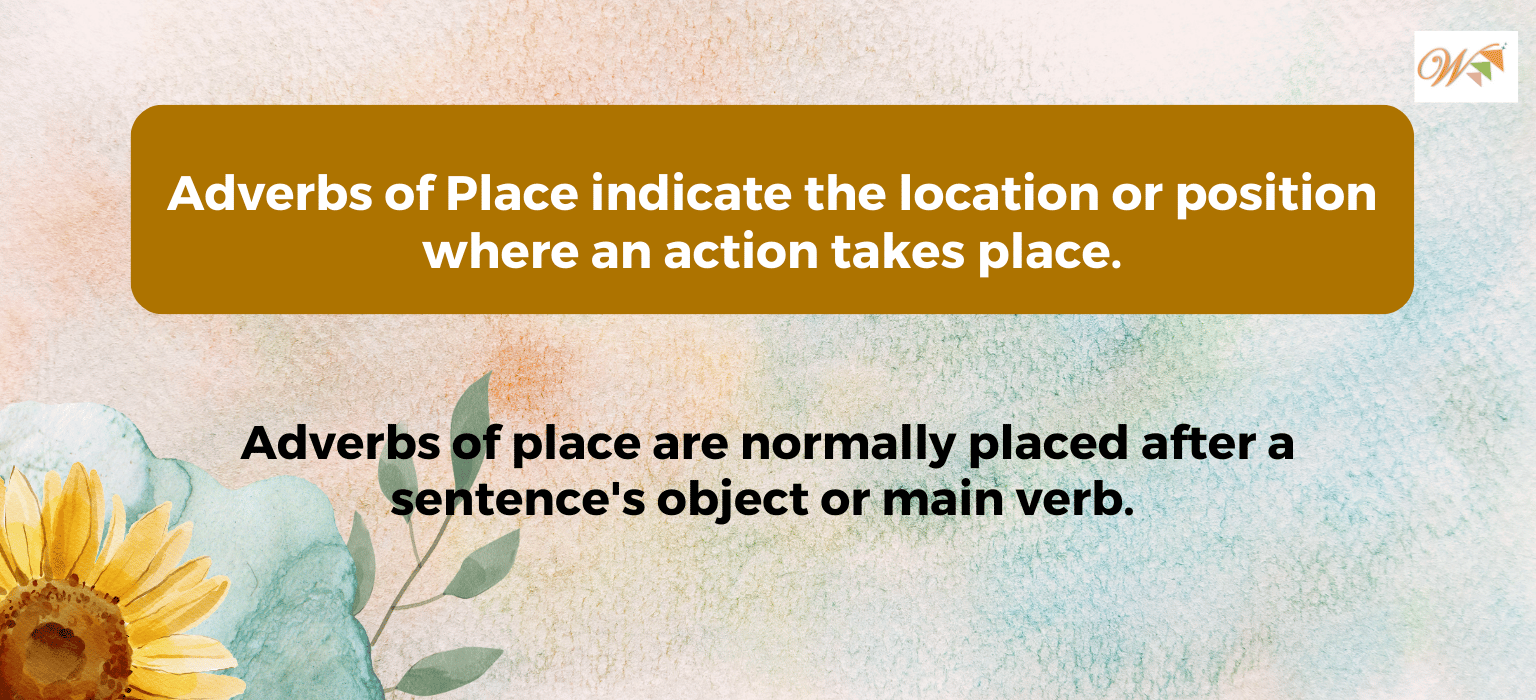 W
Adverbs of Place indicate the location or position
where an action takes place.
Adverbs of place are normally placed after a
sentence's object or main verb.